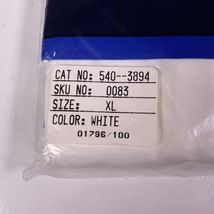 CAT NO: 540--3894
SKU NO: 0083
SIZE: XL
COLOR: WHITE
01796/100